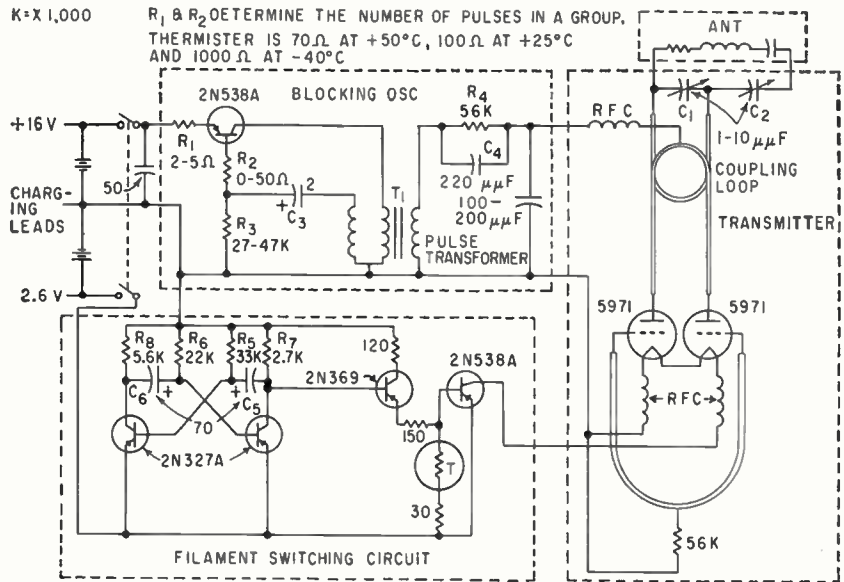 K=X 1,000
R1 & R2 DETERMINE THE NUMBER OF PULSES IN A GROUP.
THERMISTER IS 70Ω AT +50°C, 100Ω AT +25°C
AND 1000Ω AT -40°C
ANT
2N538A
BLOCKING OSC
R4
56K
RFC
C1
C2
1-10 μμF
+16 V
R1
2-5Ω
R2
0-50Ω
C4
220 μμF
COUPLING
LOOP
CHARG-
ING
LEADS
50
+
C3
2
T1
100-
200μμF
TRANSMITTER
R3
27-47K
PULSE
TRANSFORMER
2.6 V
5971
5971
R8
5.6K
R6
22K
R5
33K
R7
2.7K
120
2N538A
2N369
C6
+
+
C5
70
RFC
150
2N327A
T
30
56K
FILAMENT SWITCHING CIRCUIT